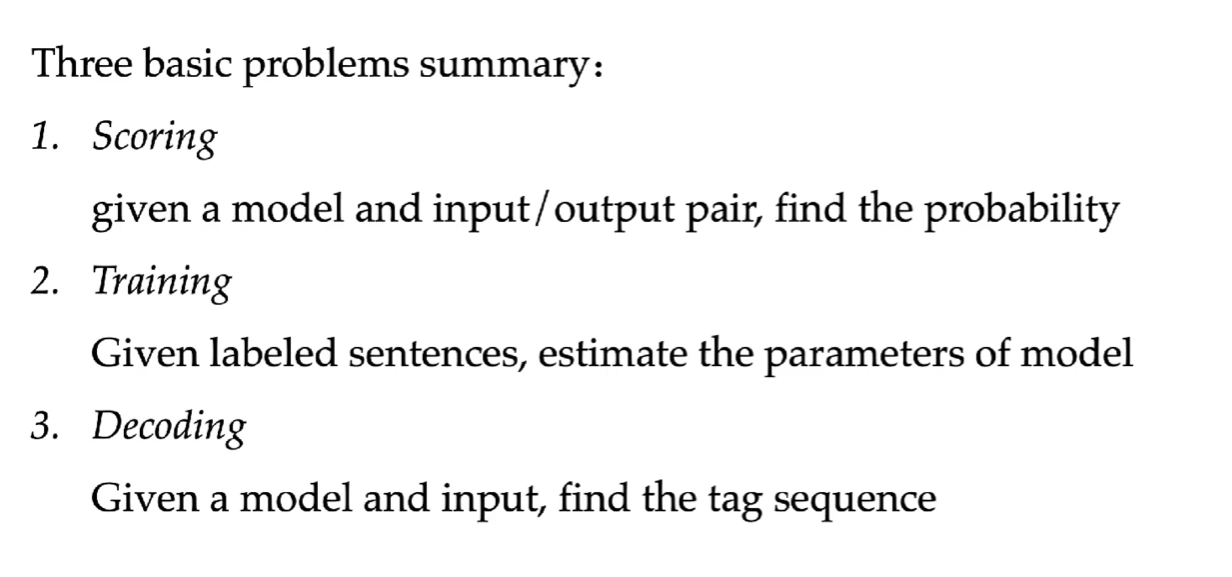 Three basic problems summary:
1. Scoring
given a model and input/output pair, find the probability
2. Training
Given labeled sentences, estimate the parameters of model
3. Decoding
Given a model and input, find the tag sequence